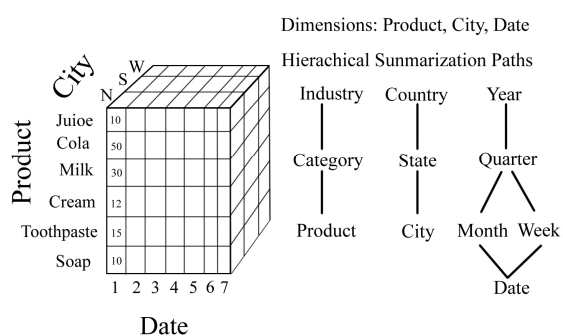 Dimensions: Product, City, Date
Hierachical Sunmarization Paths
City
N S W
Product
Juioe 10
Cola 50
Milk 30
Cream 12
Toothpaste 15
Soap 10
1 2 3 4 5 6 7
Date
Industry Country Year
Category State Quarter
Product City Month Week
Date